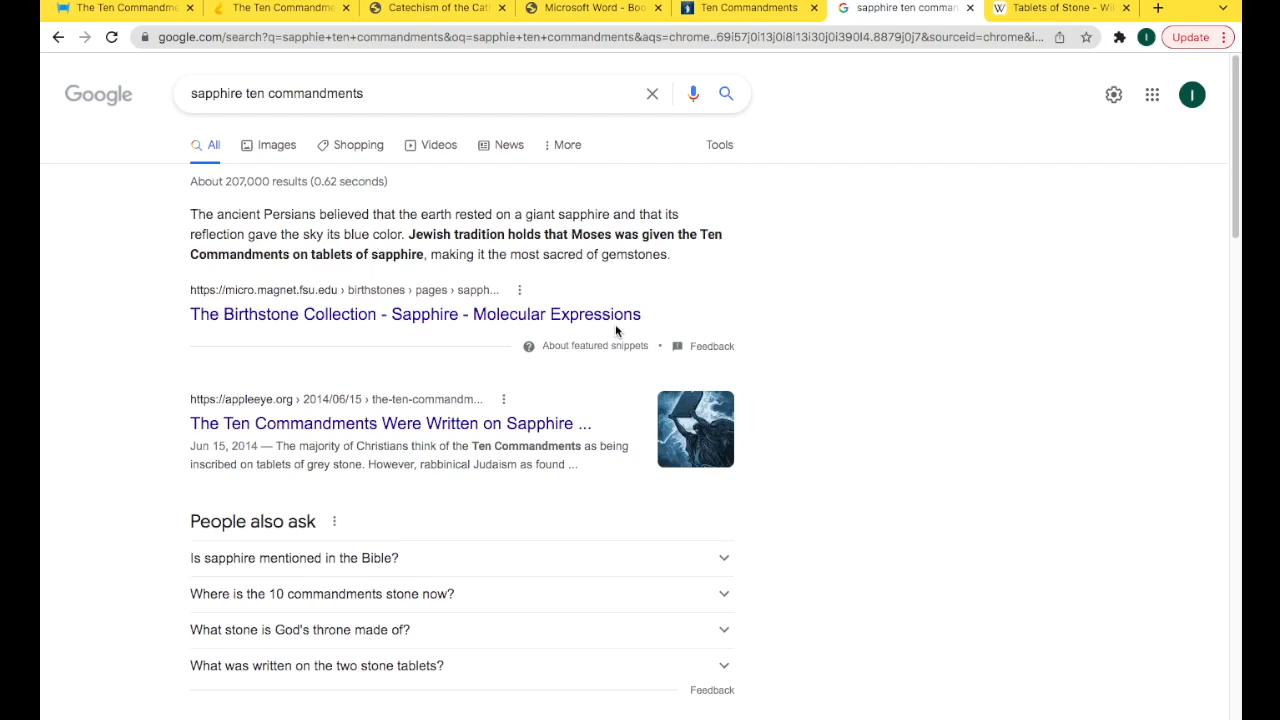 The Ten Commandme
The Ten Commandme
Catechism of the Catl
Microsoft Word - Boo
Ten Commandments
sapphire ten comman
Tablets of Stone - Wi
google.com/search?q=sapphie+ten+commandments&oq=sapphie+ten+commandments&aqs=chrome..69i57j0l13j0i8i13i30j0i390l4.8879j0j7&sourceid=chrome&i...
I
Update
Google
sapphire ten commandments
I
All
Images
Shopping
Videos
News
More
Tools
About 207,000 results (0.62 seconds)
The ancient Persians believed that the earth rested on a giant sapphire and that its
reflection gave the sky its blue color. Jewish tradition holds that Moses was given the Ten
Commandments on tablets of sapphire, making it the most sacred of gemstones.
https://micro.magnet.fsu.edu › birthstones › pages › sapph...
The Birthstone Collection - Sapphire - Molecular Expressions
About featured snippets • Feedback
https://appleeye.org › 2014/06/15 › the-ten-commandm...
The Ten Commandments Were Written on Sapphire ...
Jun 15, 2014 — The majority of Christians think of the Ten Commandments as being
inscribed on tablets of grey stone. However, rabbinical Judaism as found ...
People also ask
Is sapphire mentioned in the Bible?
Where is the 10 commandments stone now?
What stone is God's throne made of?
What was written on the two stone tablets?
Feedback